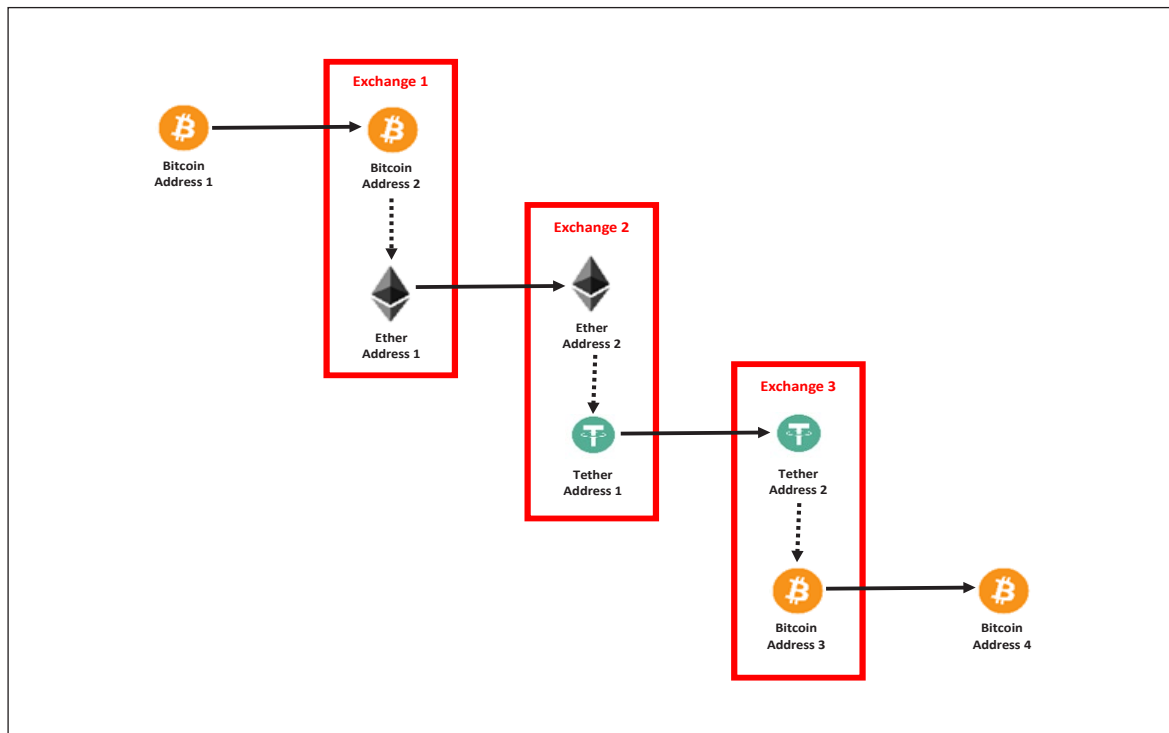 Exchange 1
Bitcoin
Address 1
Bitcoin
Address 2
Ether
Address 1
Exchange 2
Ether
Address 2
Tether
Address 1
Exchange 3
Tether
Address 2
Bitcoin
Address 3
Bitcoin
Address 4